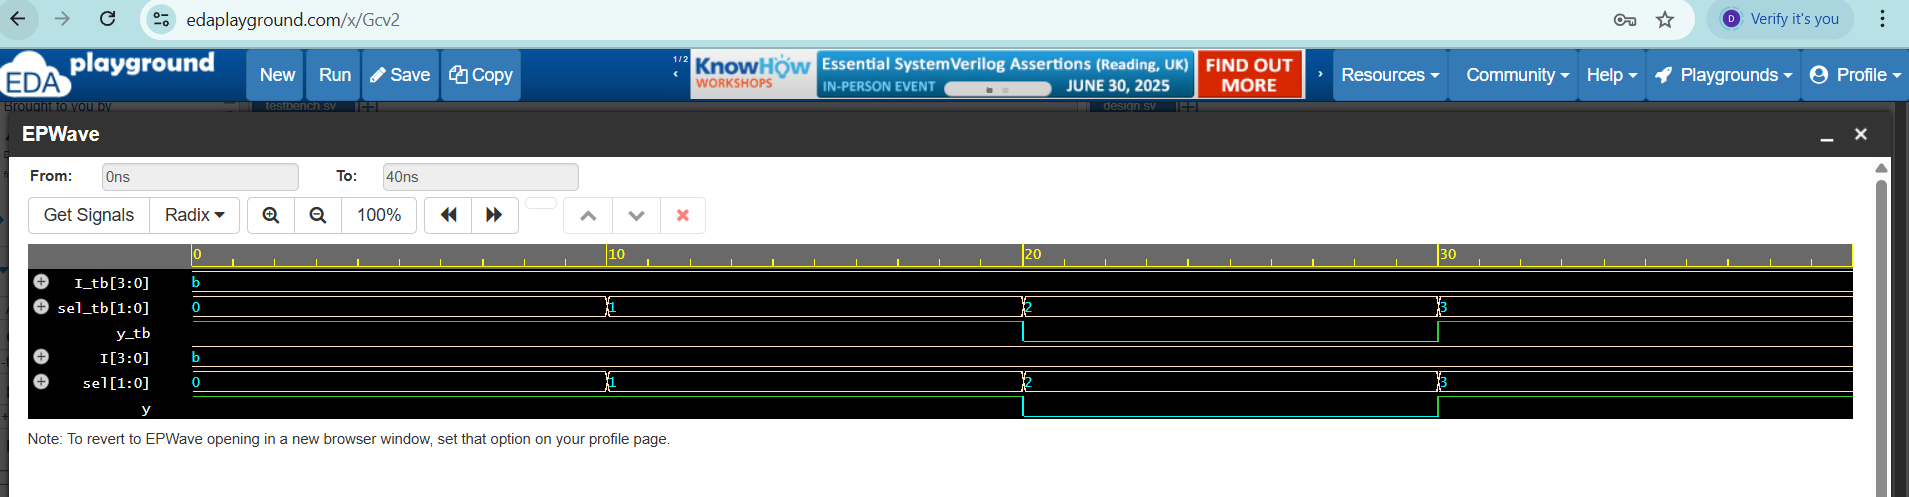 edaplayground.com/x/Gcv2
D Verify it's you
EDA playground
New Run Save Copy
1/2
KnowHow WORKSHOPS
Essential SystemVerilog Assertions (Reading, UK)
IN-PERSON EVENT JUNE 30, 2025
FIND OUT MORE
Resources Community Help Playgrounds Profile
Brought to you by testbench.sv design.sv
EPWave
From: 0ns To: 40ns
Get Signals Radix 100%
0 10 20 30
I_tb[3:0] b
sel_tb[1:0] 0 1 2 3
y_tb
I[3:0] b
sel[1:0] 0 1 2 3
y
Note: To revert to EPWave opening in a new browser window, set that option on your profile page.